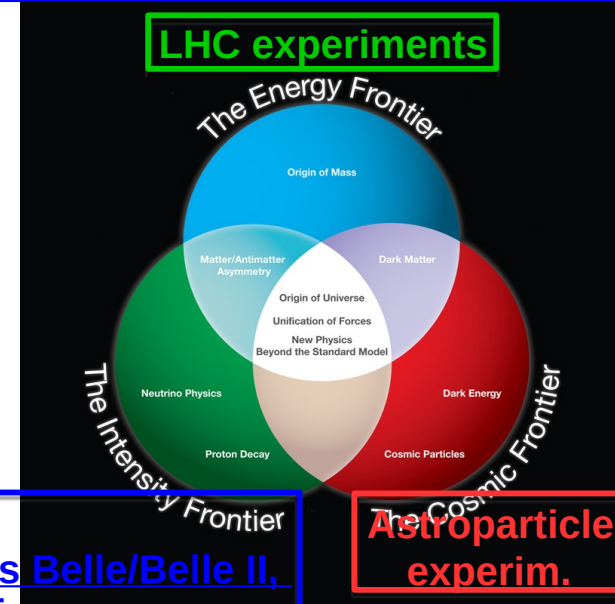 LHC experiments
The Energy Frontier
Origin of Mass
Matter/Antimatter
Asymmetry
Dark Matter
Origin of Universe
Unification of Forces
New Physics
Beyond the Standard Model
Neutrino Physics
Dark Energy
Proton Decay
Cosmic Particles
The Intensity Frontier
The Cosmic Frontier
Astroparticle
experim.
s Belle/Belle II,